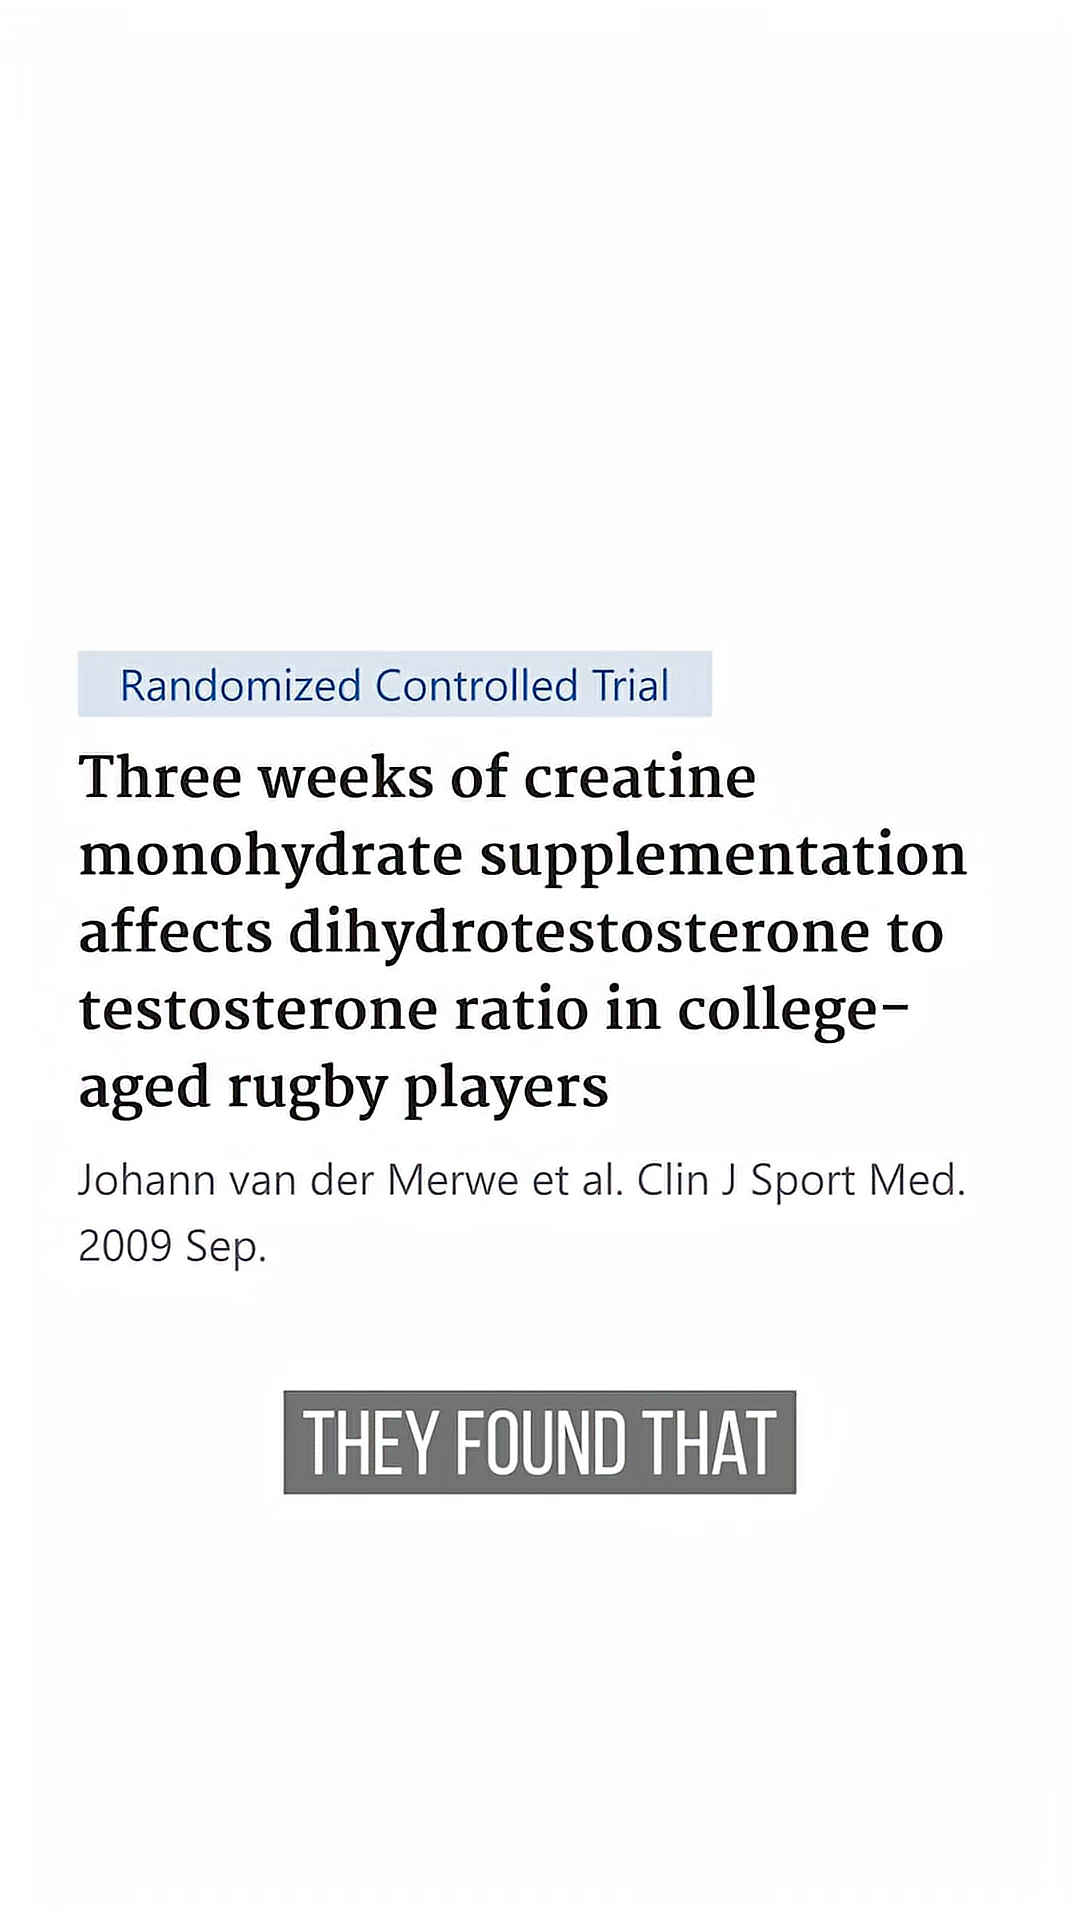 Randomized Controlled Trial
Three weeks of creatine
monohydrate supplementation
affects dihydrotestosterone to
testosterone ratio in college-
aged rugby players
Johann van der Merwe et al. Clin J Sport Med.
2009 Sep.
THEY FOUND THAT